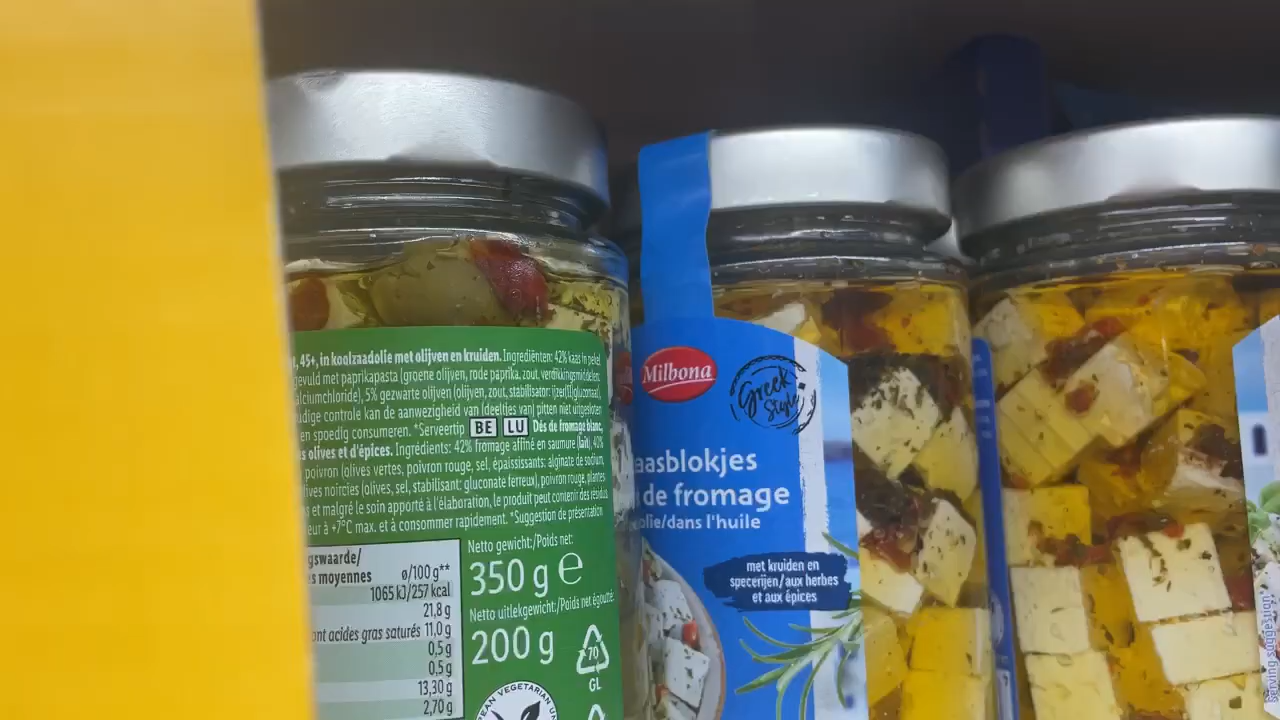 45+, in koolzaadolie met olijven en kruiden. Ingrediënten: 42% kaas in pekel
gevuld met paprikapasta (groene olijven, rode paprika, zout, verdikkingsmiddelen:
alciumchloride), 5% gezwarte olijven (olijven, zout, stabilisator: ijzer(II)gluconaat),
dige controle kan de aanwezigheid van (deeltjes van) pitten niet uitgesloten
en spoedig consumeren. *Serveertip BE LU Dés de fromage blanc,
s olives et d'épices. Ingrédients: 42% fromage affiné en saumure (lait), 40%
poivron (olives vertes, poivron rouge, sel, épaississants: alginate de sodium,
ives noircies (olives, sel, stabilisant: gluconate ferreux), poivron rouge, plantes
s et malgré le soin apporté à l'élaboration, le produit peut contenir des résidus
eur à +7°C max. et à consommer rapidement. *Suggestion de présentation
gswaarde/
s moyennes ø/100 g**
1065 kJ/257 kcal
21,8 g
nt acides gras saturés 11,0 g
0,5 g
0,5 g
13,30 g
2,70 g
Netto gewicht:/Poids net:
350 g e
Netto uitlekgewicht:/Poids net égoutté:
200 g
70
GL
EAN VEGETARIAN UN
Milbona
Greek
Style
aasblokjes
de fromage
olie/dans l'huile
met kruiden en
specerijen/aux herbes
et aux épices
Serving suggestion